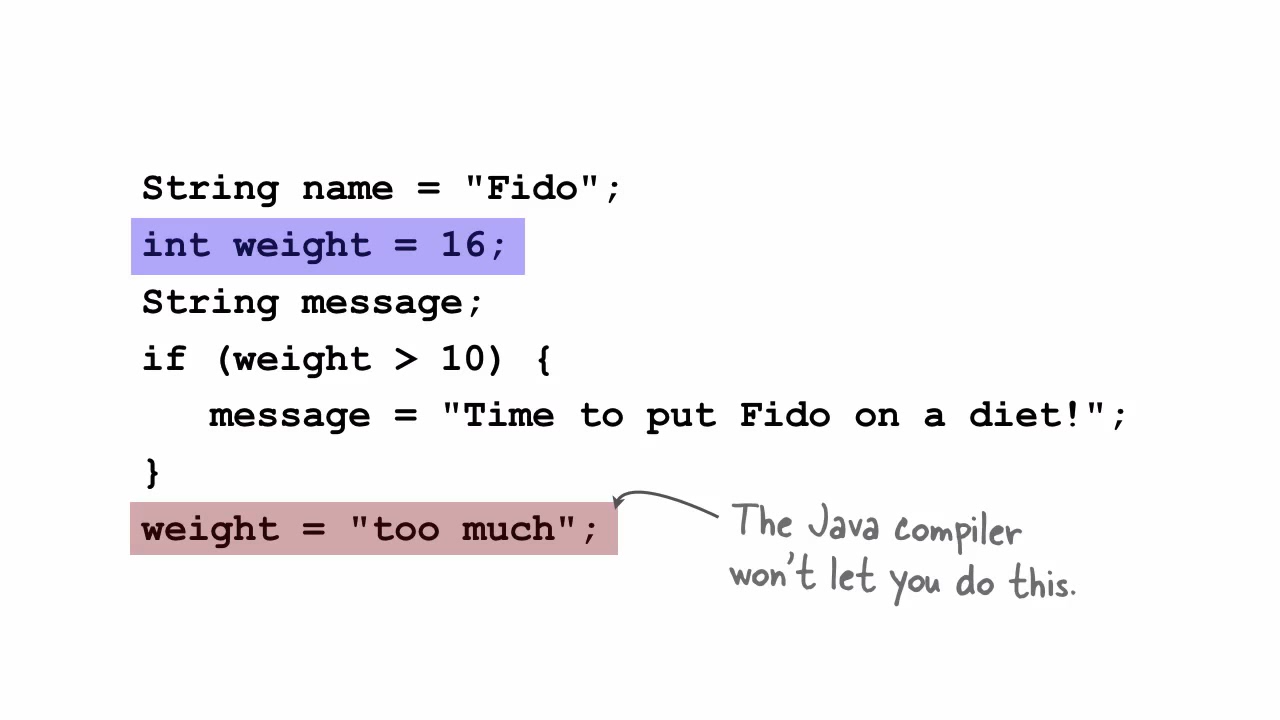 String name = "Fido";
int weight = 16;
String message;
if (weight > 10) {
   message = "Time to put Fido on a diet!";
}
weight = "too much";
The Java compiler
won't let you do this.